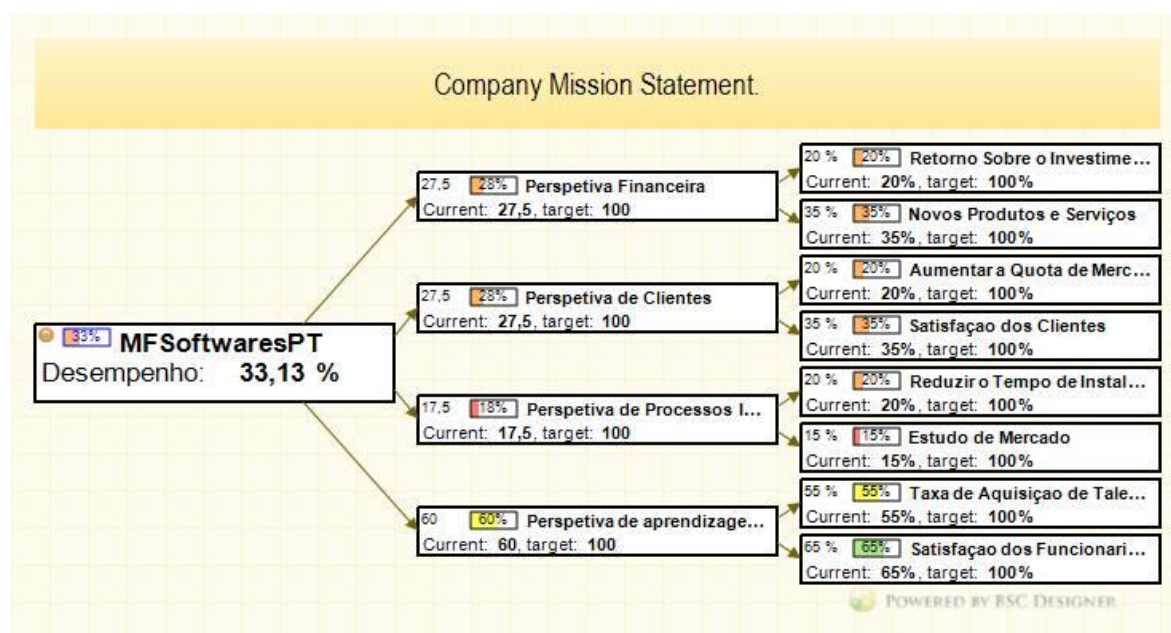 Company Mission Statement.
33% MFSoftwaresPT
Desempenho: 33,13 %
27,5 28% Perspetiva Financeira
Current: 27,5, target: 100
27,5 28% Perspetiva de Clientes
Current: 27,5, target: 100
17,5 18% Perspetiva de Processos I...
Current: 17,5, target: 100
60 60% Perspetiva de aprendizage...
Current: 60, target: 100
20 % 20% Retorno Sobre o Investime...
Current: 20%, target: 100%
35 % 35% Novos Produtos e Serviços
Current: 35%, target: 100%
20 % 20% Aumentar a Quota de Merc...
Current: 20%, target: 100%
35 % 35% Satisfaçao dos Clientes
Current: 35%, target: 100%
20 % 20% Reduzir o Tempo de Instal...
Current: 20%, target: 100%
15 % 15% Estudo de Mercado
Current: 15%, target: 100%
55 % 55% Taxa de Aquisiçao de Tale...
Current: 55%, target: 100%
65 % 65% Satisfaçao dos Funcionari...
Current: 65%, target: 100%
POWERED BY BSC DESIGNER